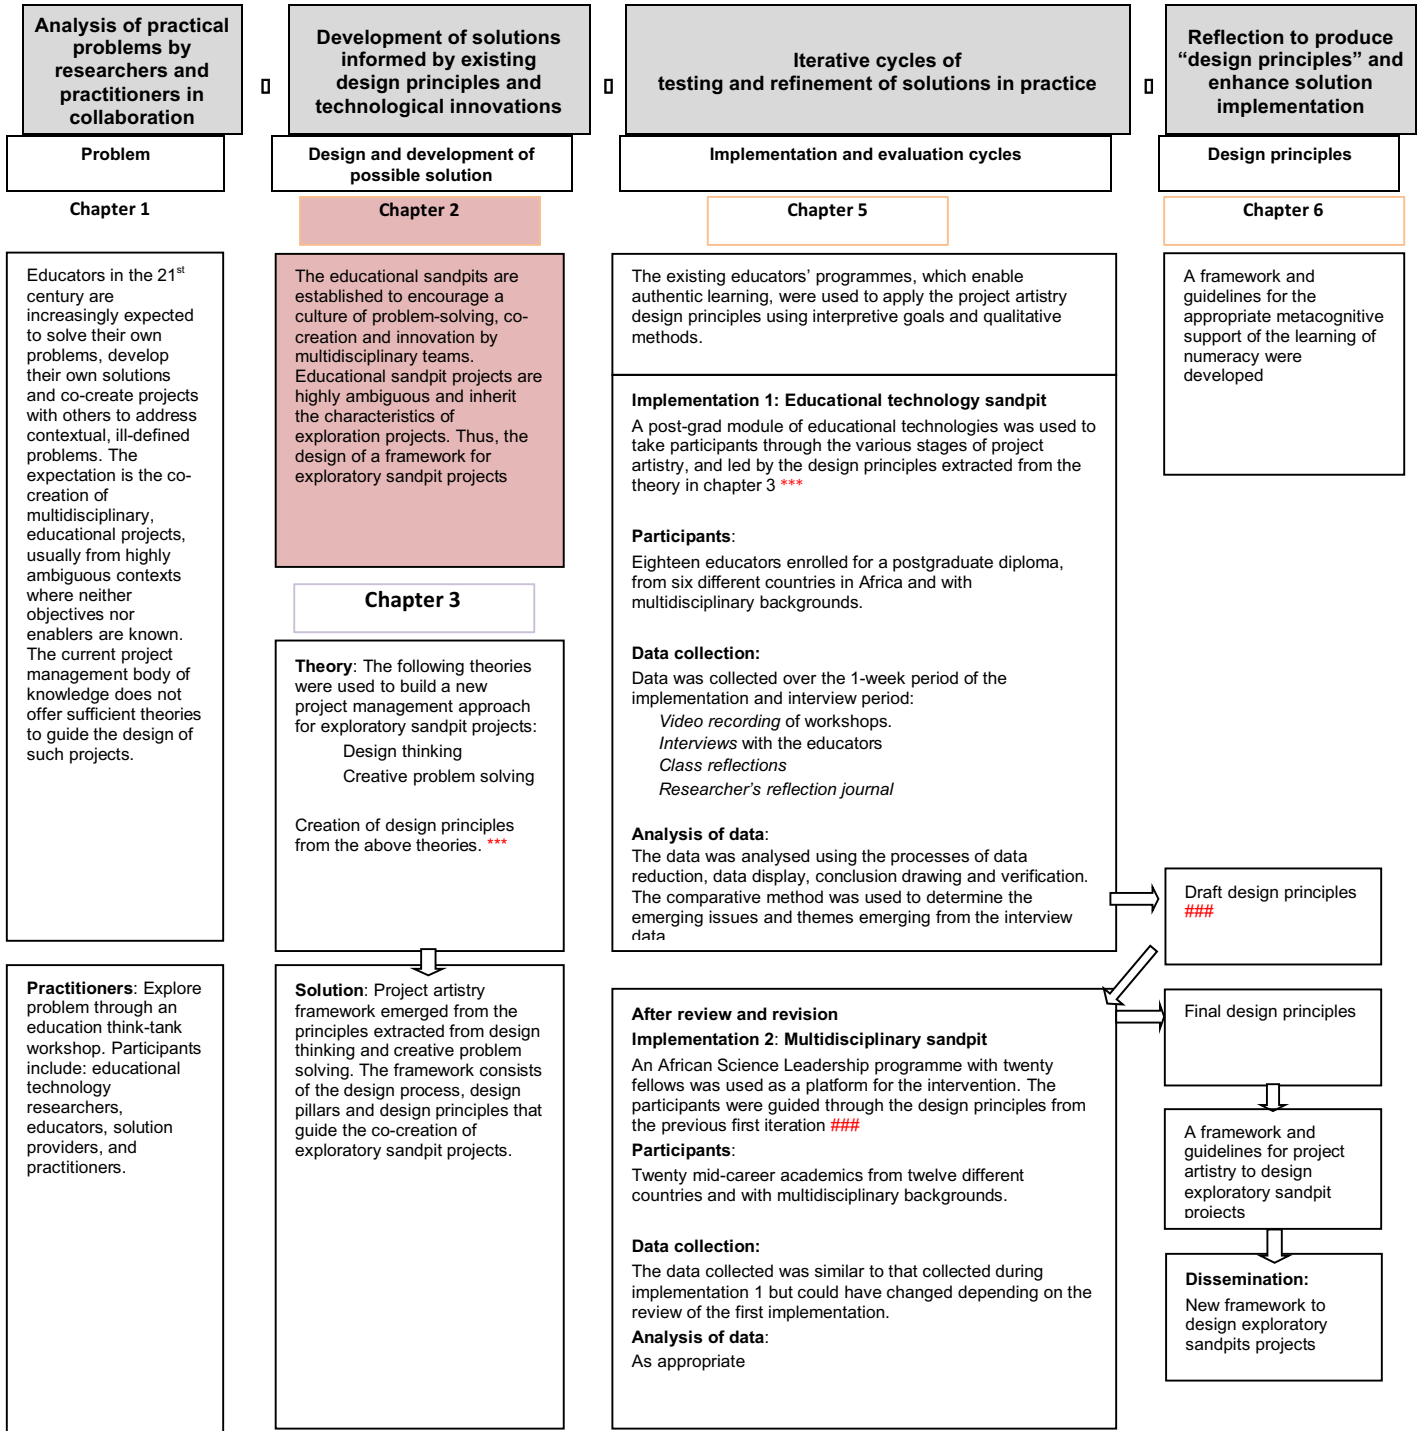 Analysis of practical
problems by
researchers and
practitioners in
collaboration
Development of solutions
informed by existing
design principles and
technological innovations
Iterative cycles of
testing and refinement of solutions in practice
Reflection to produce
“design principles” and
enhance solution
implementation
Problem
Design and development of
possible solution
Implementation and evaluation cycles
Design principles
Chapter 1
Chapter 2
Chapter 5
Chapter 6
Educators in the 21st
century are
increasingly expected
to solve their own
problems, develop
their own solutions
and co-create projects
with others to address
contextual, ill-defined
problems. The
expectation is the co-
creation of
multidisciplinary,
educational projects,
usually from highly
ambiguous contexts
where neither
objectives nor
enablers are known.
The current project
management body of
knowledge does not
offer sufficient theories
to guide the design of
such projects.
Practitioners: Explore
problem through an
education think-tank
workshop. Participants
include: educational
technology
researchers,
educators, solution
providers, and
practitioners.
The educational sandpits are
established to encourage a
culture of problem-solving, co-
creation and innovation by
multidisciplinary teams.
Educational sandpit projects are
highly ambiguous and inherit
the characteristics of
exploration projects. Thus, the
design of a framework for
exploratory sandpit projects
Chapter 3
Theory: The following theories
were used to build a new
project management approach
for exploratory sandpit projects:
Design thinking
Creative problem solving
Creation of design principles
from the above theories. ***
Solution: Project artistry
framework emerged from the
principles extracted from design
thinking and creative problem
solving. The framework consists
of the design process, design
pillars and design principles that
guide the co-creation of
exploratory sandpit projects.
The existing educators’ programmes, which enable
authentic learning, were used to apply the project artistry
design principles using interpretive goals and qualitative
methods.
Implementation 1: Educational technology sandpit
A post-grad module of educational technologies was used to
take participants through the various stages of project
artistry, and led by the design principles extracted from the
theory in chapter 3 ***
Participants:
Eighteen educators enrolled for a postgraduate diploma,
from six different countries in Africa and with
multidisciplinary backgrounds.
Data collection:
Data was collected over the 1-week period of the
implementation and interview period:
Video recording of workshops.
Interviews with the educators
Class reflections
Researcher’s reflection journal
Analysis of data:
The data was analysed using the processes of data
reduction, data display, conclusion drawing and verification.
The comparative method was used to determine the
emerging issues and themes emerging from the interview
data
After review and revision
Implementation 2: Multidisciplinary sandpit
An African Science Leadership programme with twenty
fellows was used as a platform for the intervention. The
participants were guided through the design principles from
the previous first iteration ###
Participants:
Twenty mid-career academics from twelve different
countries and with multidisciplinary backgrounds.
Data collection:
The data collected was similar to that collected during
implementation 1 but could have changed depending on the
review of the first implementation.
Analysis of data:
As appropriate
A framework and
guidelines for the
appropriate metacognitive
support of the learning of
numeracy were
developed
Draft design principles
###
Final design principles
A framework and
guidelines for project
artistry to design
exploratory sandpit
projects
Dissemination:
New framework to
design exploratory
sandpits projects